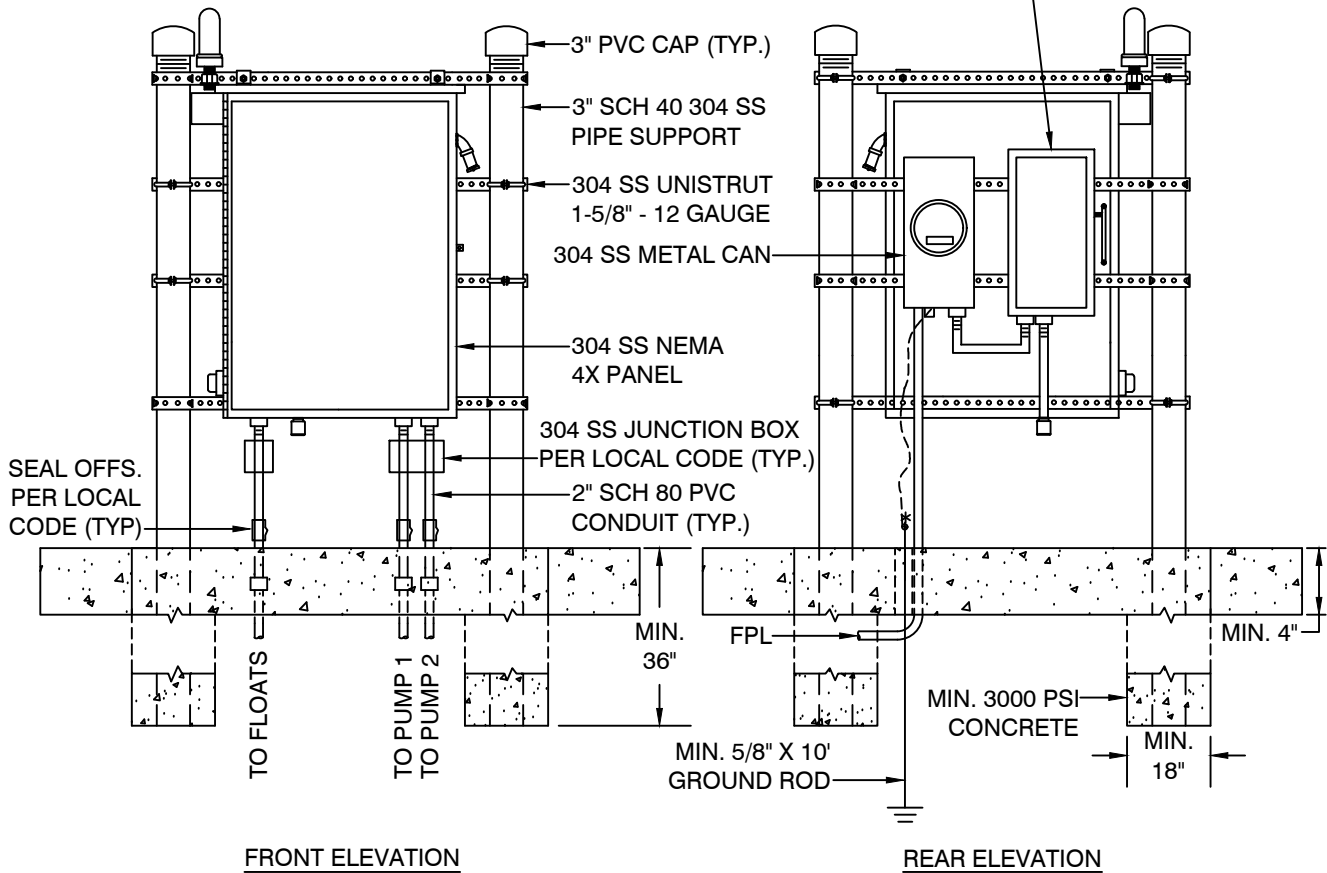 3" PVC CAP (TYP.)
3" SCH 40 304 SS
PIPE SUPPORT
304 SS UNISTRUT
1-5/8" - 12 GAUGE
304 SS METAL CAN
304 SS NEMA
4X PANEL
304 SS JUNCTION BOX
PER LOCAL CODE (TYP.)
2" SCH 80 PVC
CONDUIT (TYP.)
SEAL OFFS.
PER LOCAL
CODE (TYP)
MIN.
36"
TO FLOATS
TO PUMP 1
TO PUMP 2
FPL
MIN. 4"
MIN. 3000 PSI
CONCRETE
MIN.
18"
MIN. 5/8" X 10'
GROUND ROD
FRONT ELEVATION
REAR ELEVATION